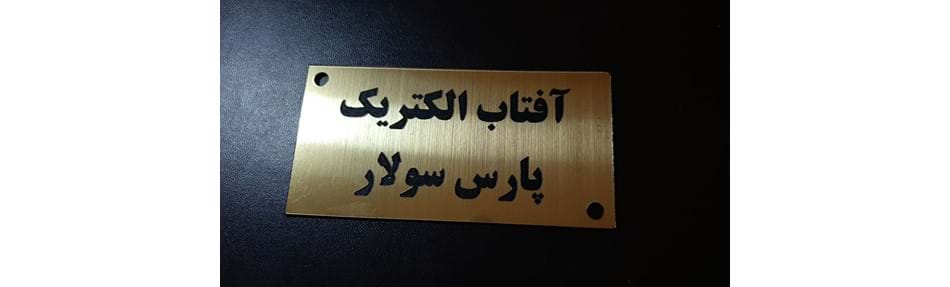 آفتاب الکتریک
پارس سولار